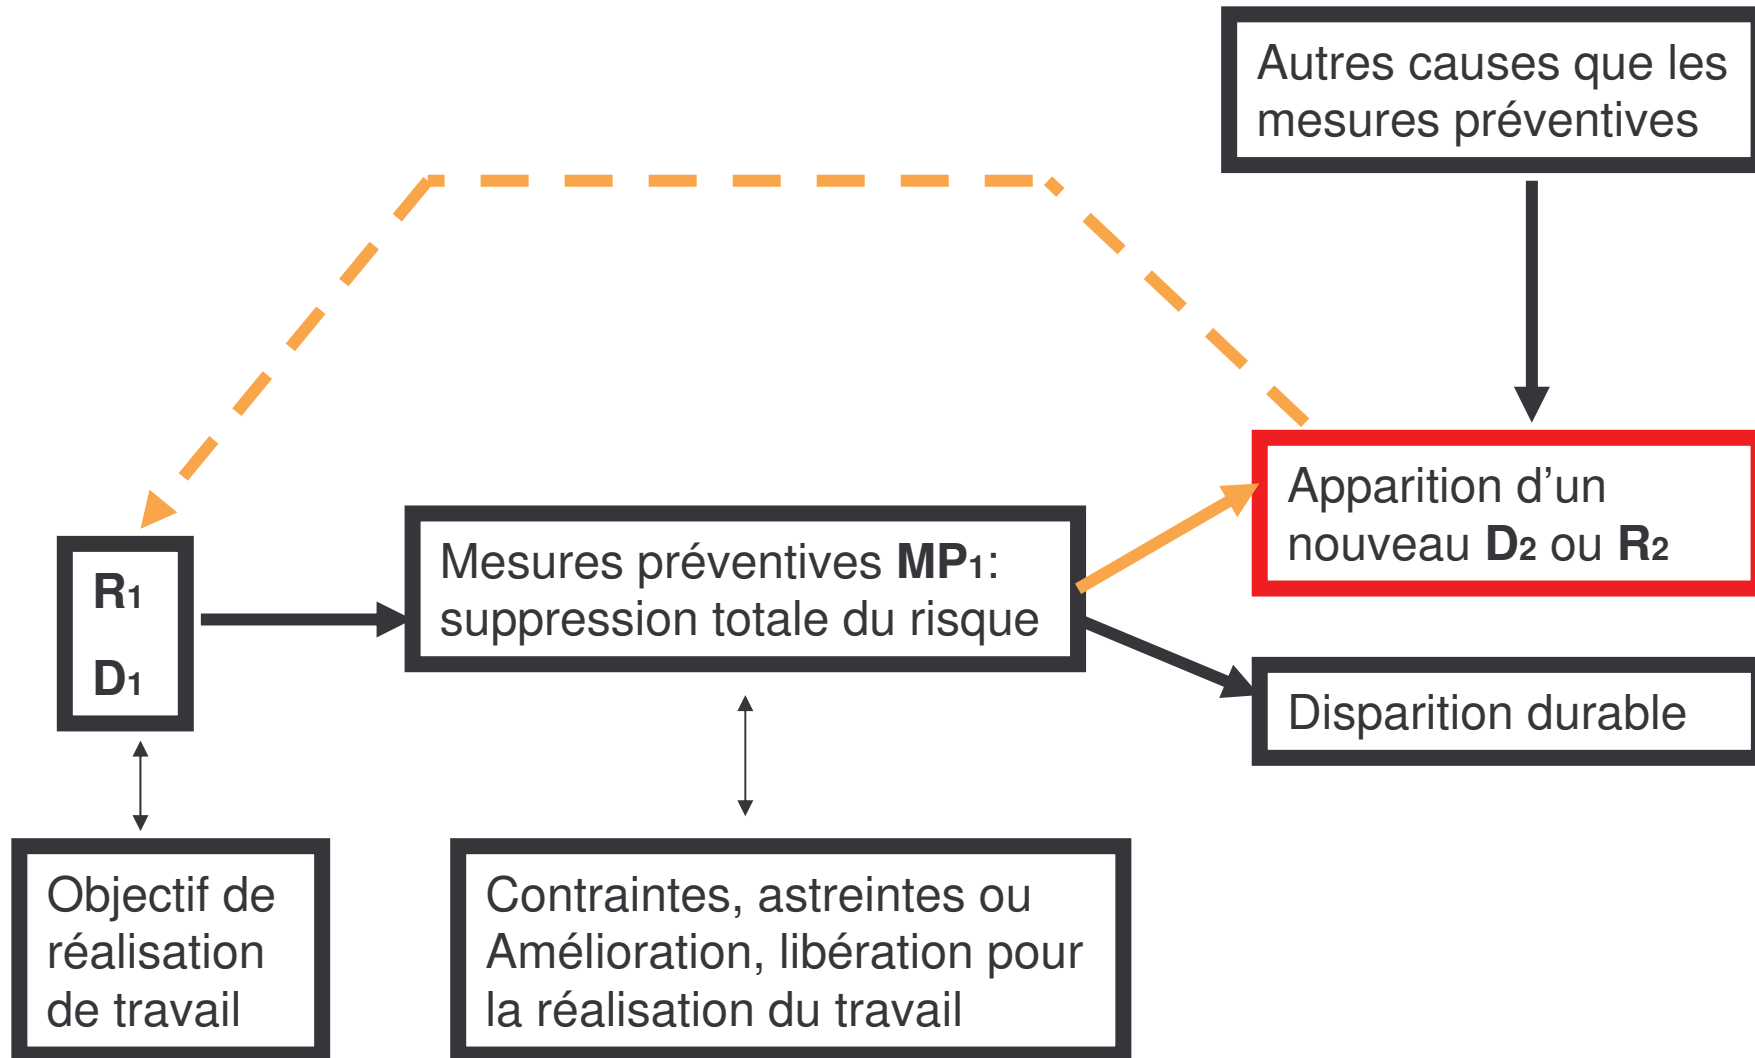 Autres causes que les
mesures préventives
Apparition d’un
nouveau D2 ou R2
R1
D1
Mesures préventives MP1:
suppression totale du risque
Disparition durable
Objectif de
réalisation
de travail
Contraintes, astreintes ou
Amélioration, libération pour
la réalisation du travail